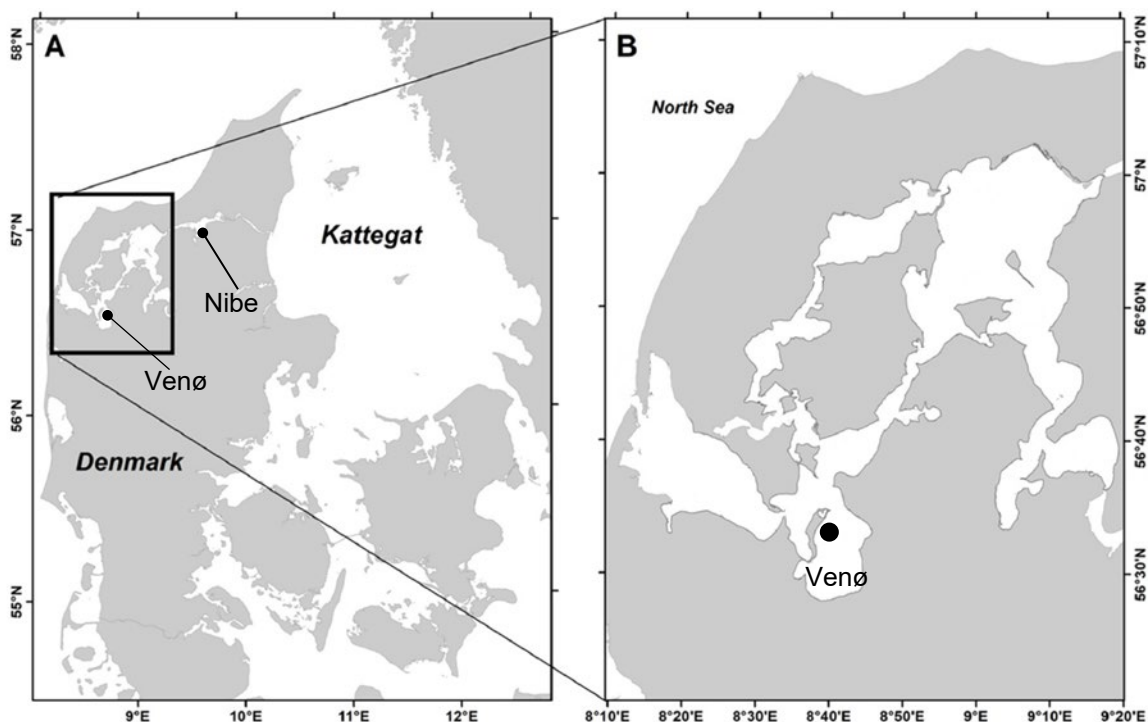 A
58°N
57°N
56°N
55°N
Kattegat
Nibe
Venø
Denmark
9°E
10°E
11°E
12°E
B
North Sea
57°10'N
57°N
56°50'N
56°40'N
56°30'N
Venø
8°10'E
8°20'E
8°30'E
8°40'E
8°50'E
9°E
9°10'E
9°20'E